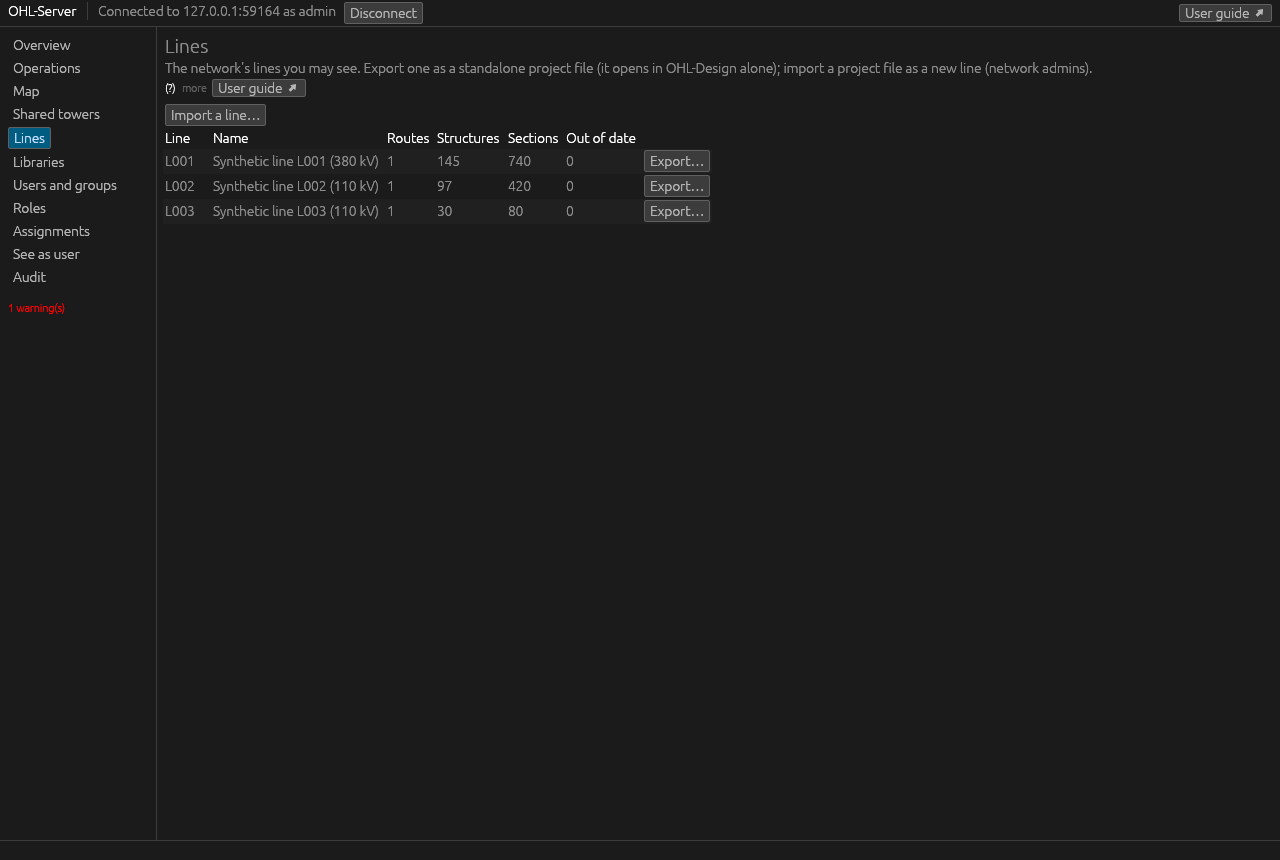 OHL-Server Connected to 127.0.0.1:59164 as admin Disconnect User guide
Overview
Operations
Map
Shared towers
Lines
Libraries
Users and groups
Roles
Assignments
See as user
Audit
1 warning(s)
Lines
The network's lines you may see. Export one as a standalone project file (it opens in OHL-Design alone); import a project file as a new line (network admins).
(?) more User guide
Import a line...
Line Name Routes Structures Sections Out of date
L001 Synthetic line L001 (380 kV) 1 145 740 0 Export...
L002 Synthetic line L002 (110 kV) 1 97 420 0 Export...
L003 Synthetic line L003 (110 kV) 1 30 80 0 Export...